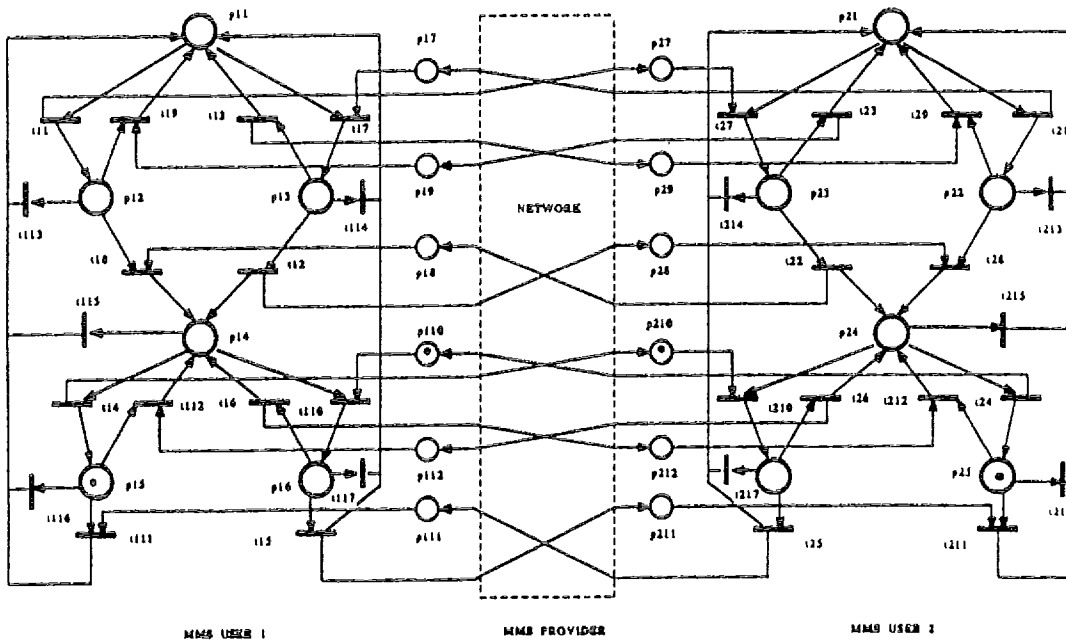 p11 p21
p17 p27
t11 t19 t13 t17 t27 t23 t29 t21
p12 p13 p19 p29 p23 p22
NETWORK
t113 t114 t214 t213
t18 t12 p18 p28 t22 t28
t115 t215
p14 p110 p210 p24
t14 t112 t16 t110 t210 t26 t212 t24
p15 p16 p112 p212 p25
t116 t117 t217 t21
t111 t15 p111 p211 t25 t211
MMS USER 1 MMS PROVIDER MMS USER 2